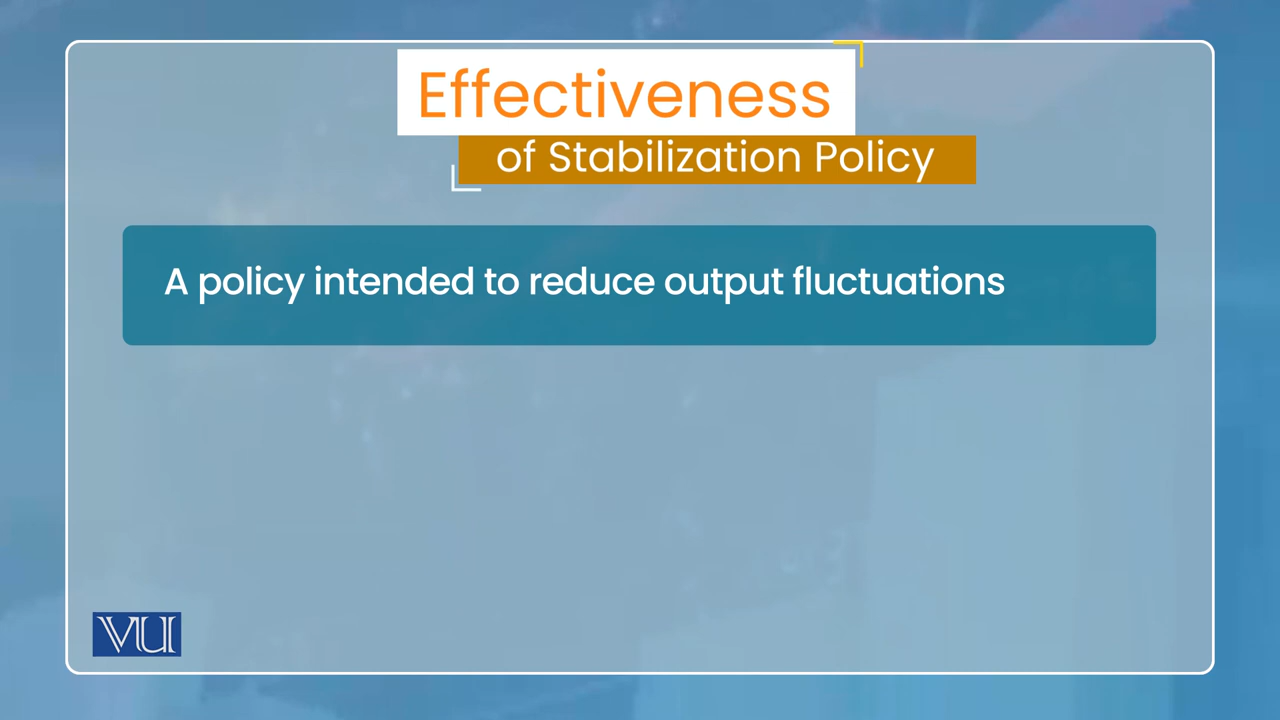 Effectiveness
of Stabilization Policy
A policy intended to reduce output fluctuations
VU